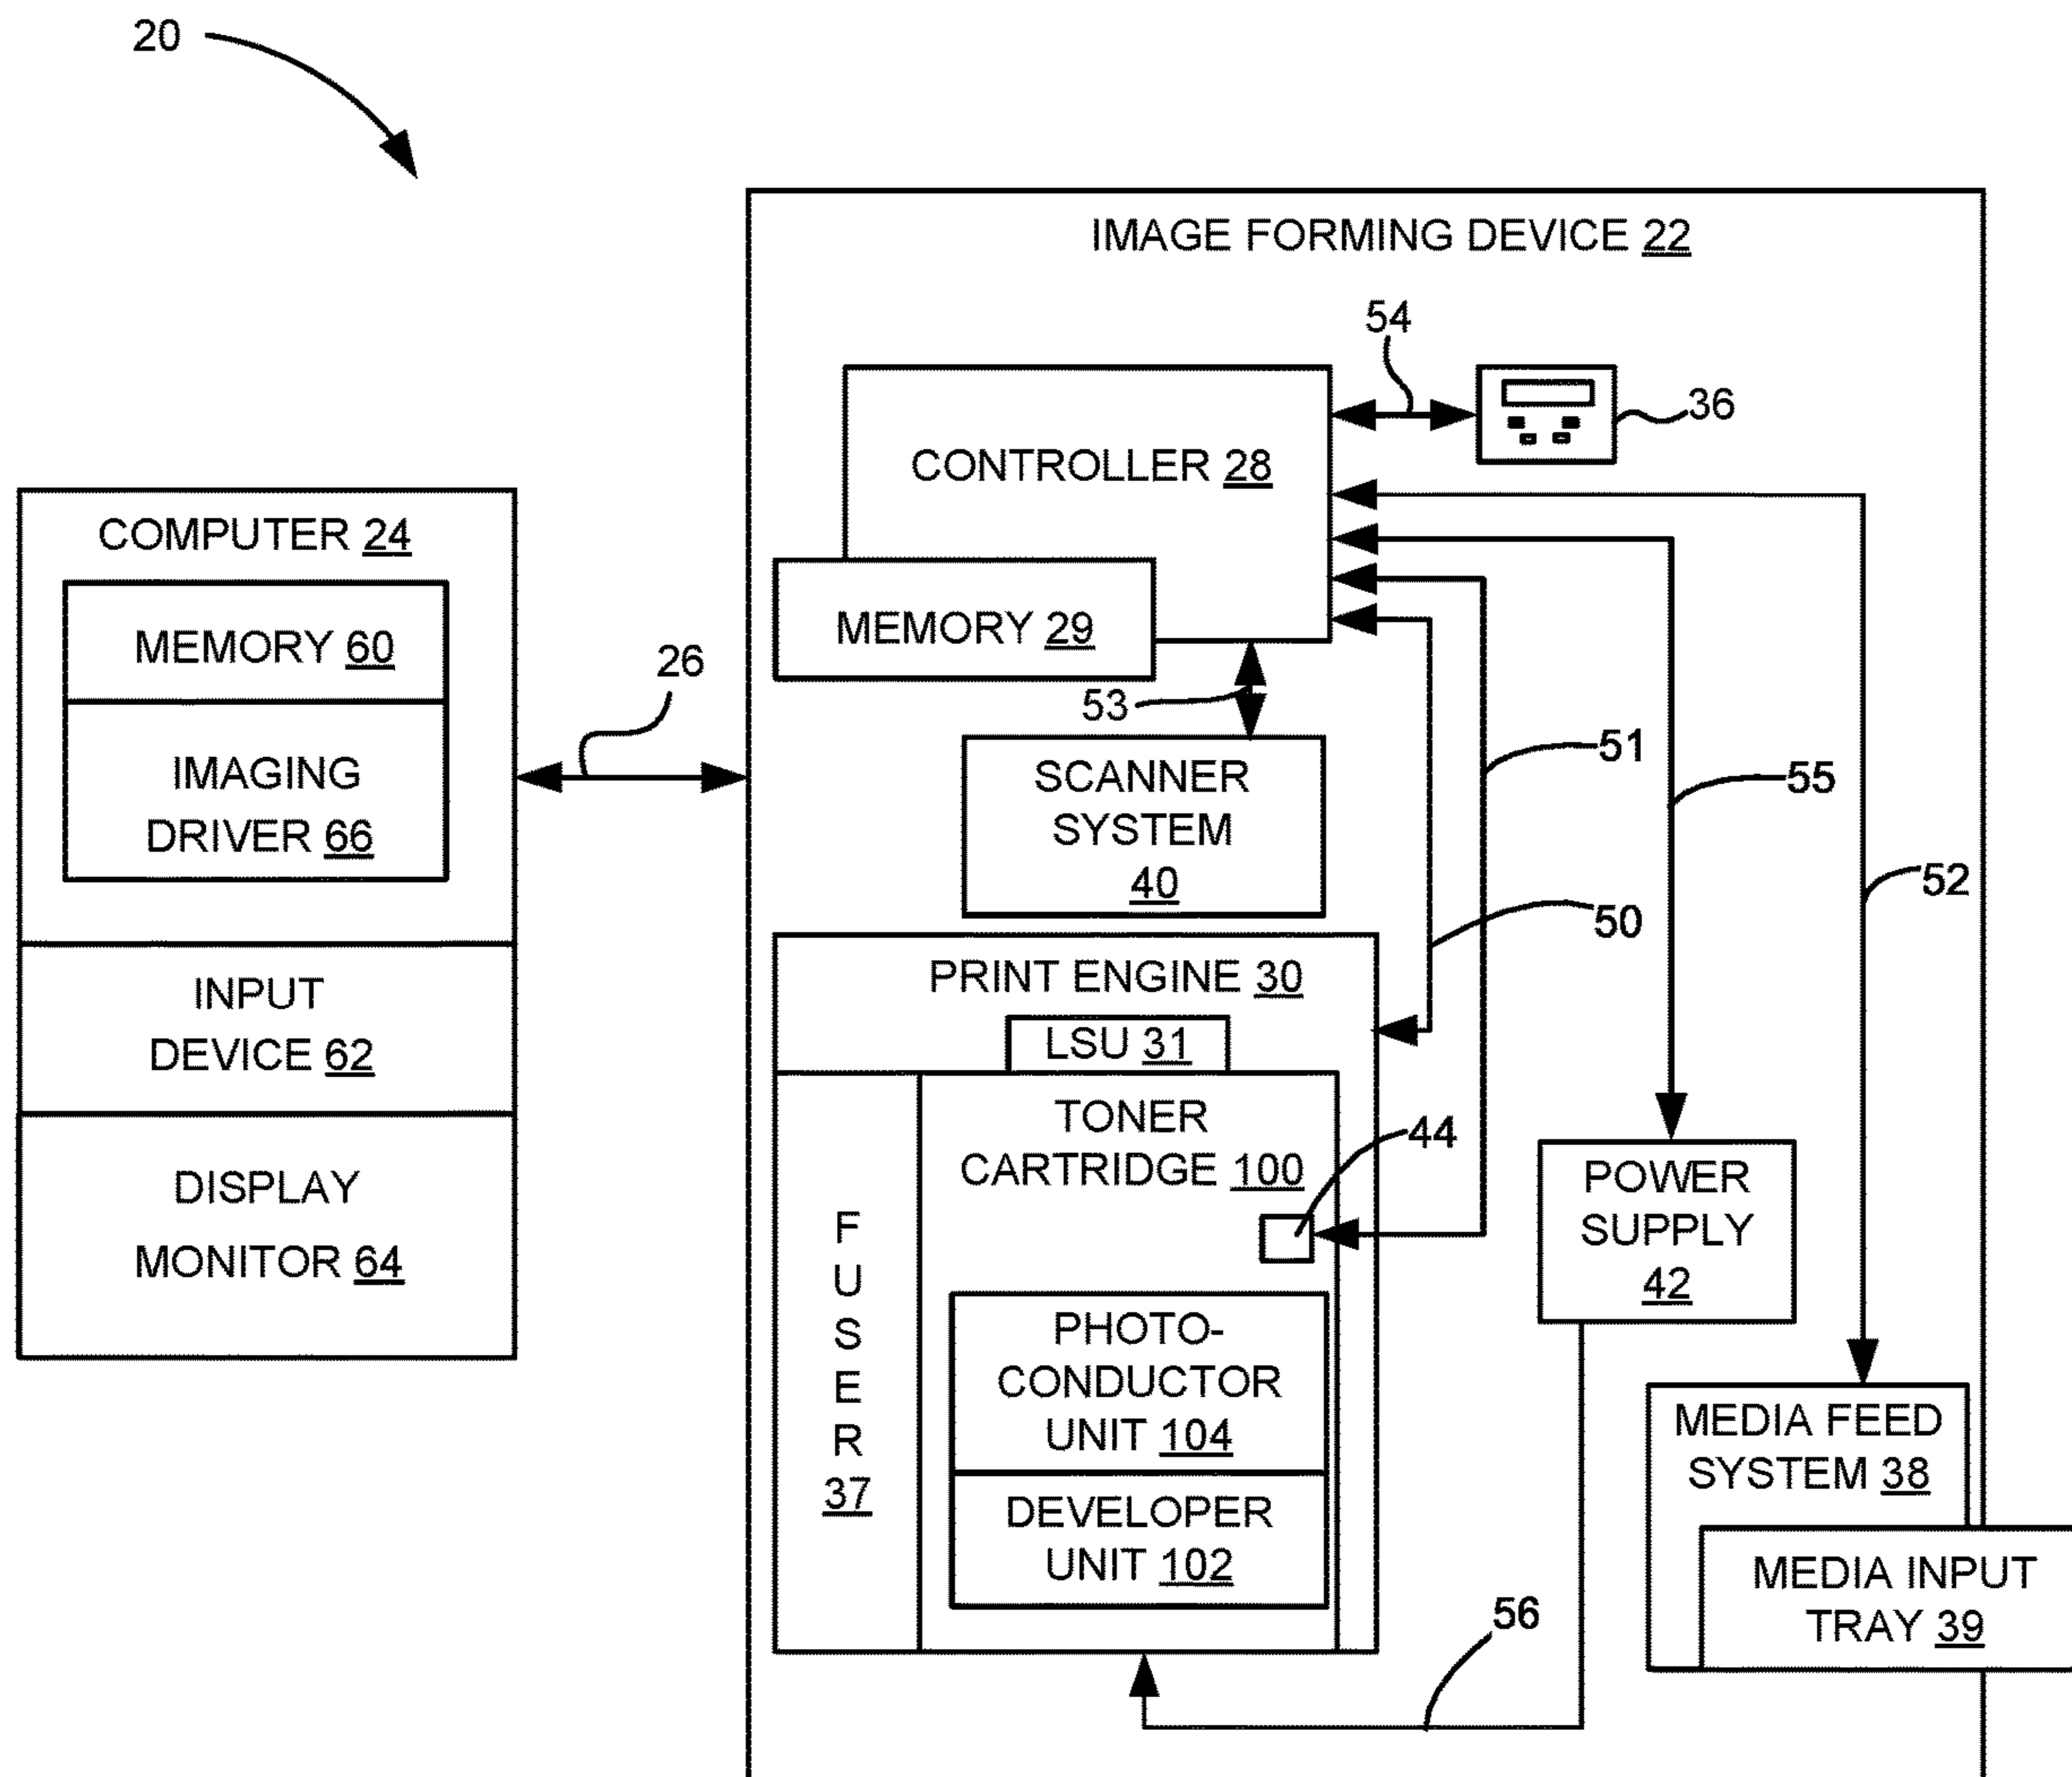 20
IMAGE FORMING DEVICE 22
54
36
CONTROLLER 28
MEMORY 29
COMPUTER 24
MEMORY 60
IMAGING
DRIVER 66
INPUT
DEVICE 62
DISPLAY
MONITOR 64
26
53
SCANNER
SYSTEM
40
51
55
52
50
PRINT ENGINE 30
LSU 31
TONER
CARTRIDGE 100
44
F
U
S
E
R
37
PHOTO-
CONDUCTOR
UNIT 104
DEVELOPER
UNIT 102
POWER
SUPPLY
42
MEDIA FEED
SYSTEM 38
MEDIA INPUT
TRAY 39
56